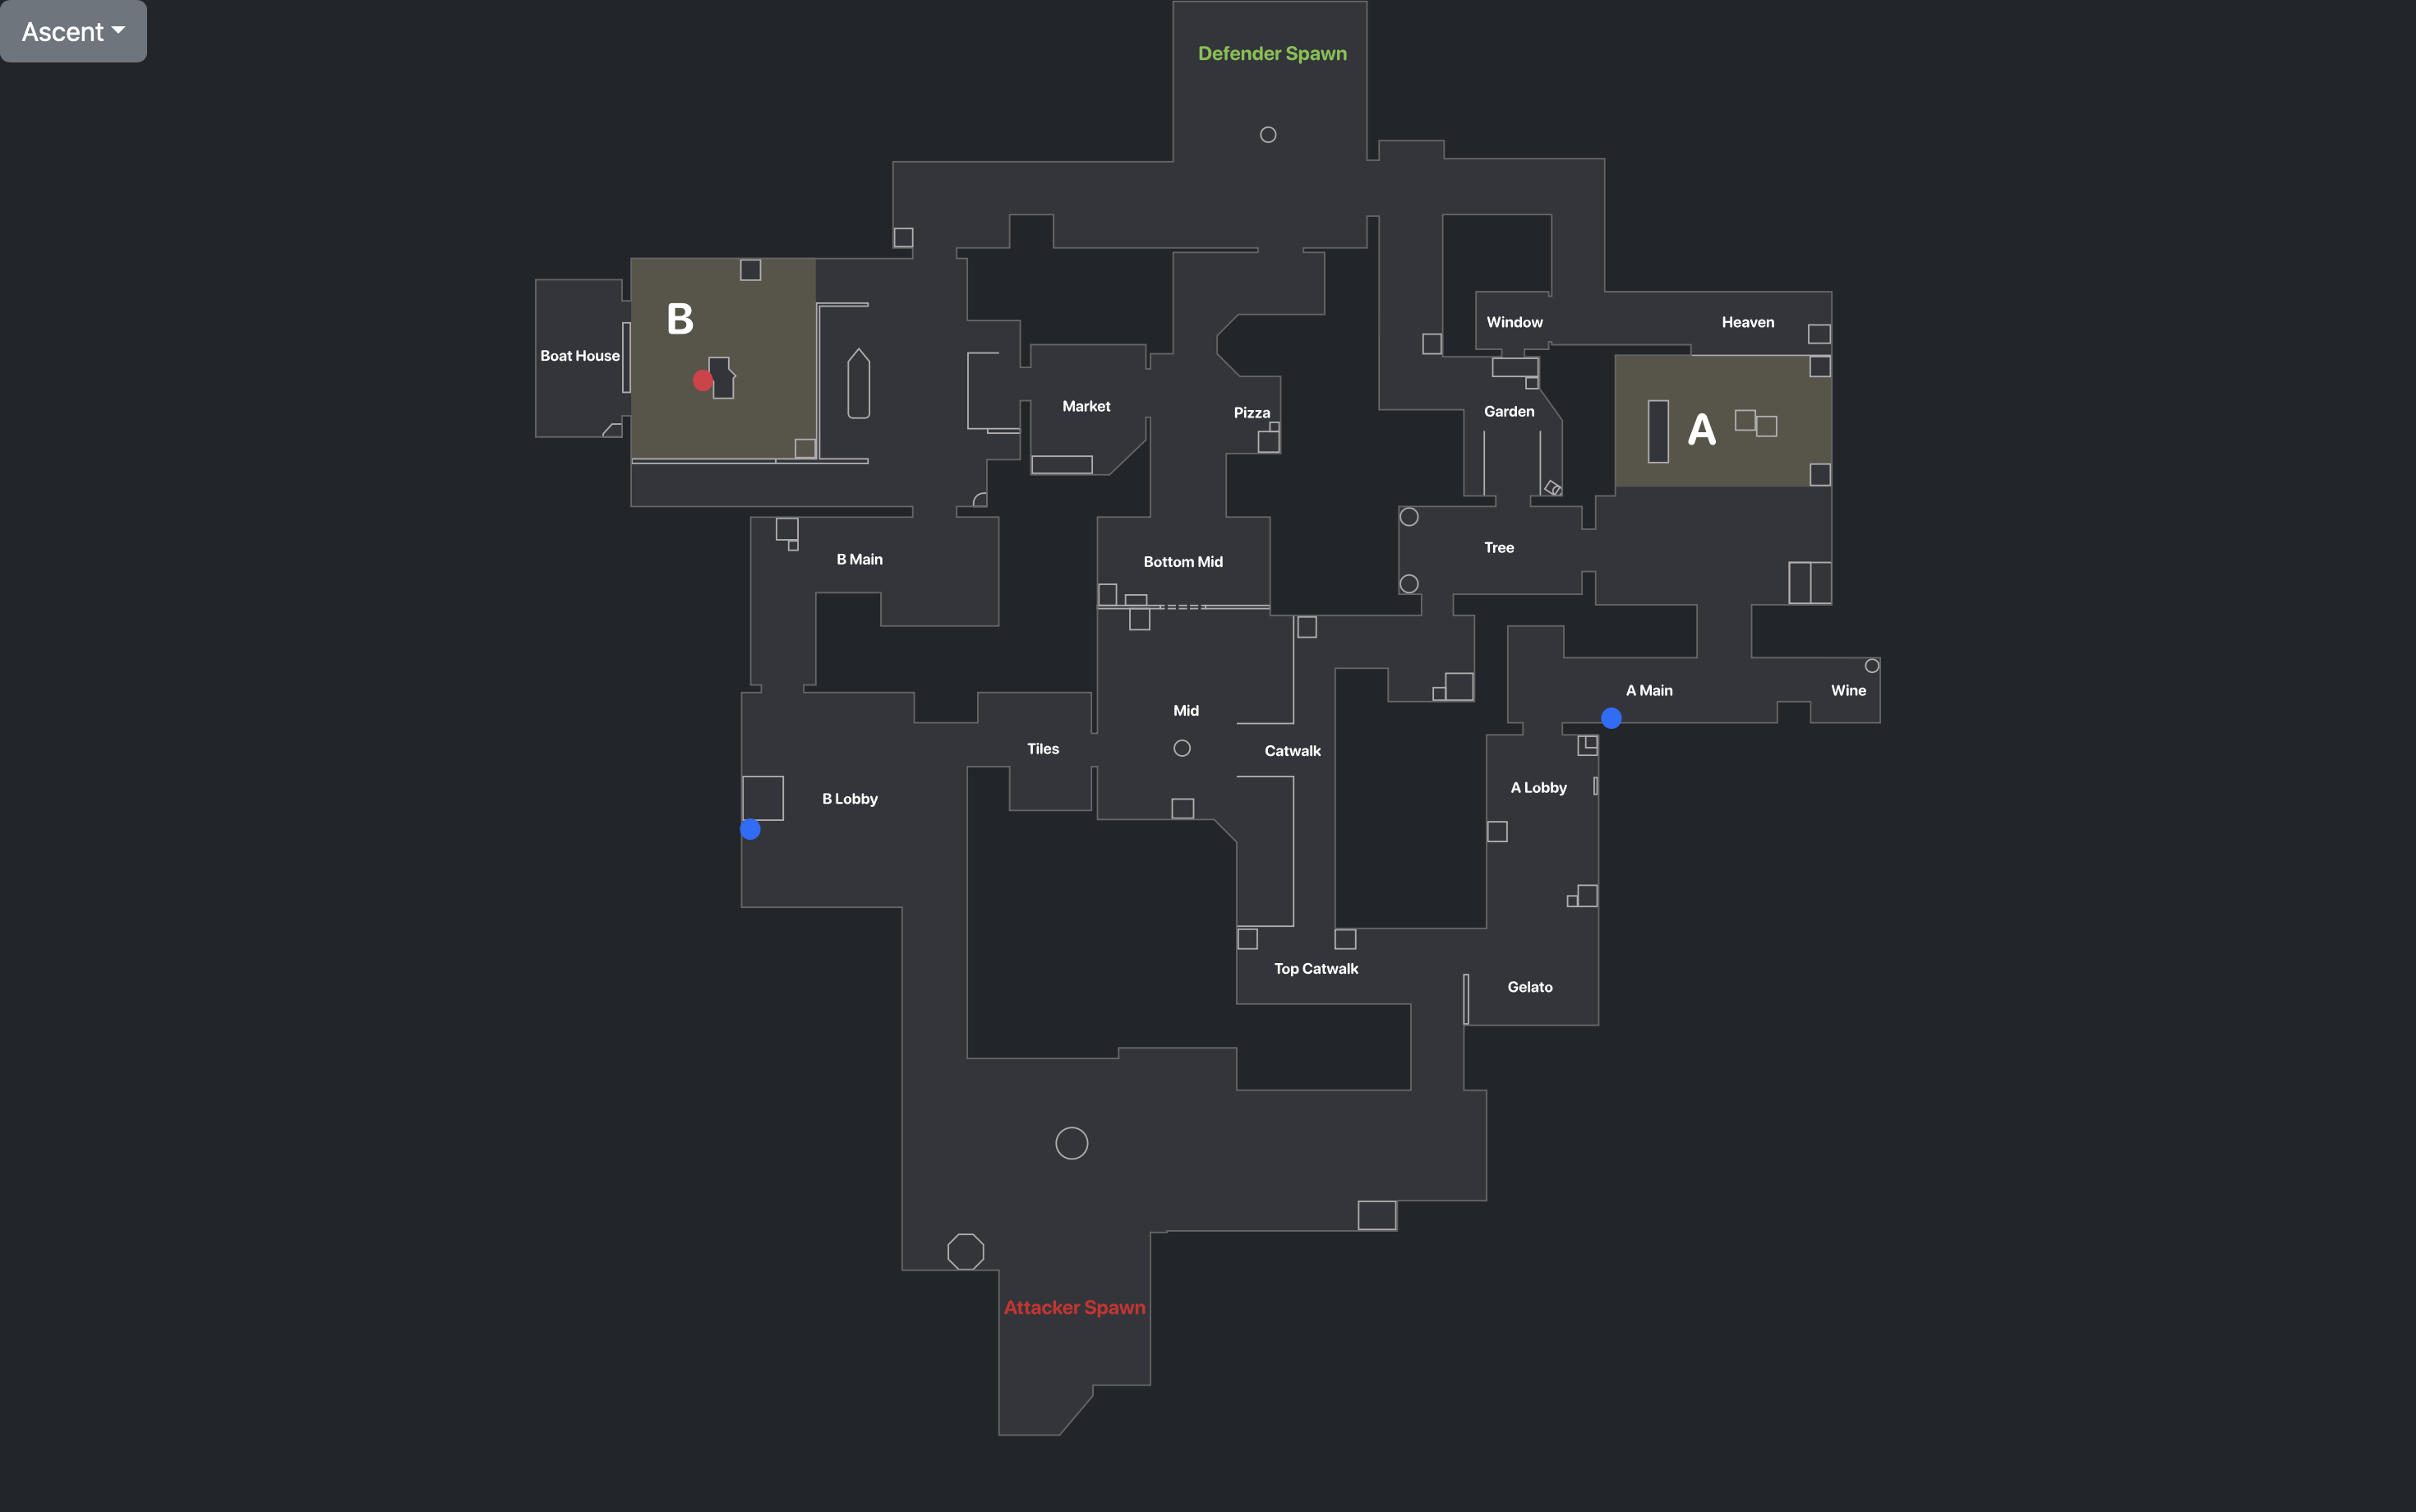 Ascent
Defender Spawn
B
Boat House
Window
Heaven
Market
Pizza
Garden
A
B Main
Bottom Mid
Tree
Mid
A Main
Wine
Tiles
Catwalk
B Lobby
A Lobby
Top Catwalk
Gelato
Attacker Spawn